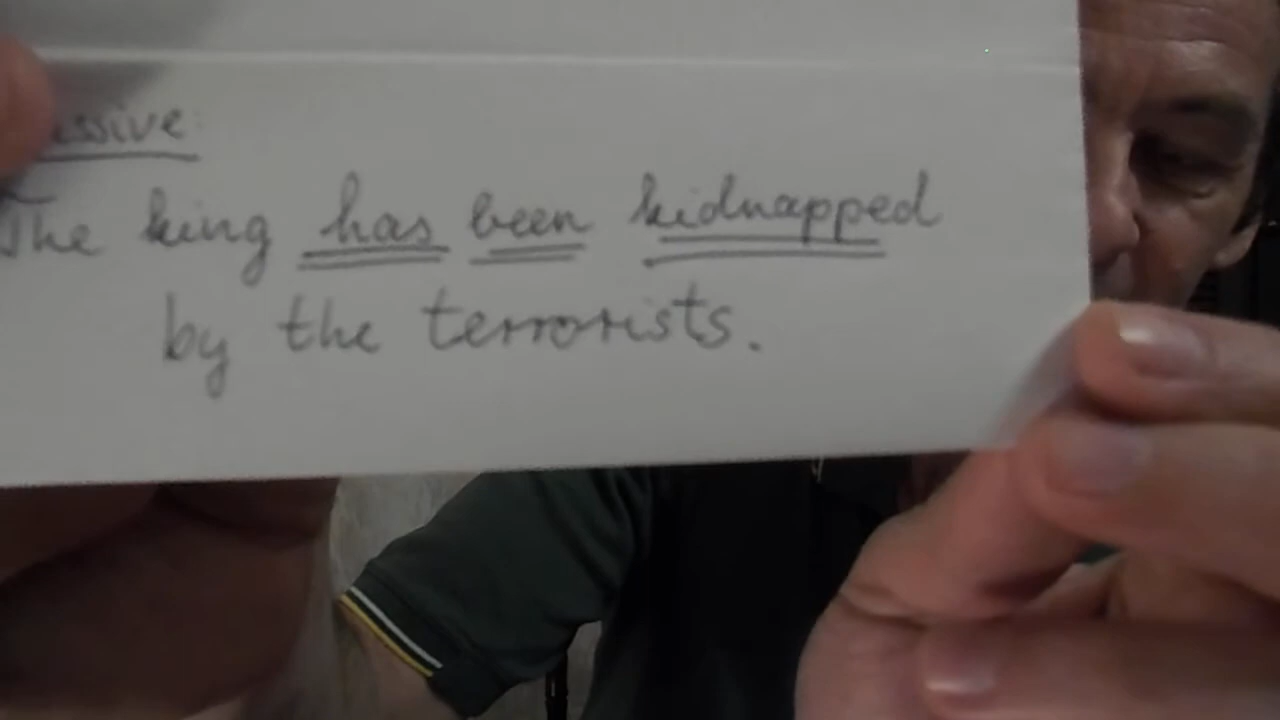 ssive:
The king has been kidnapped
by the terrorists.